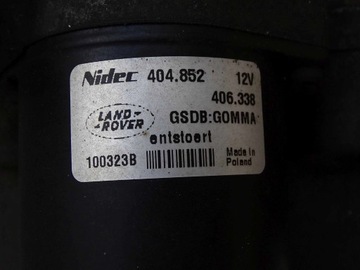 Nidec 404.852 12V
406.338
LAND ROVER
GSDB:GOMMA
entstoert
100323B
Made in Poland